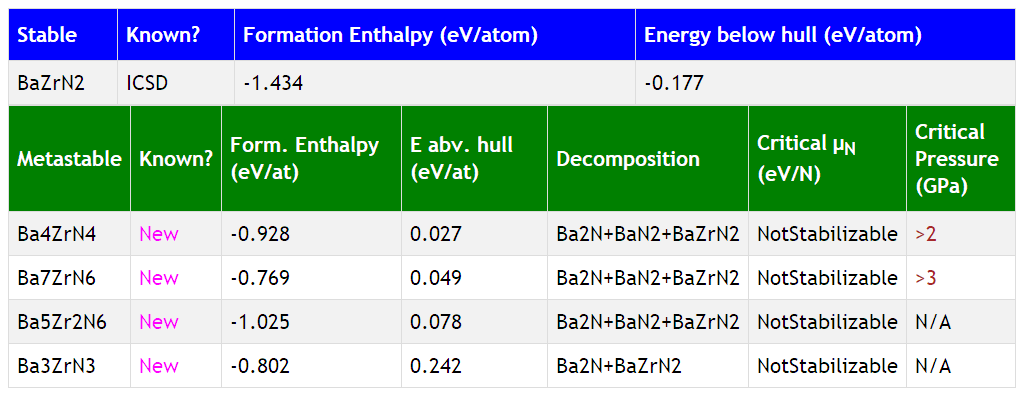 Stable Known? Formation Enthalpy (eV/atom) Energy below hull (eV/atom)
BaZrN2 ICSD -1.434 -0.177
Metastable Known? Form. Enthalpy (eV/at) E abv. hull (eV/at) Decomposition Critical μN (eV/N) Critical Pressure (GPa)
Ba4ZrN4 New -0.928 0.027 Ba2N+BaN2+BaZrN2 NotStabilizable >2
Ba7ZrN6 New -0.769 0.049 Ba2N+BaN2+BaZrN2 NotStabilizable >3
Ba5Zr2N6 New -1.025 0.078 Ba2N+BaN2+BaZrN2 NotStabilizable N/A
Ba3ZrN3 New -0.802 0.242 Ba2N+BaZrN2 NotStabilizable N/A